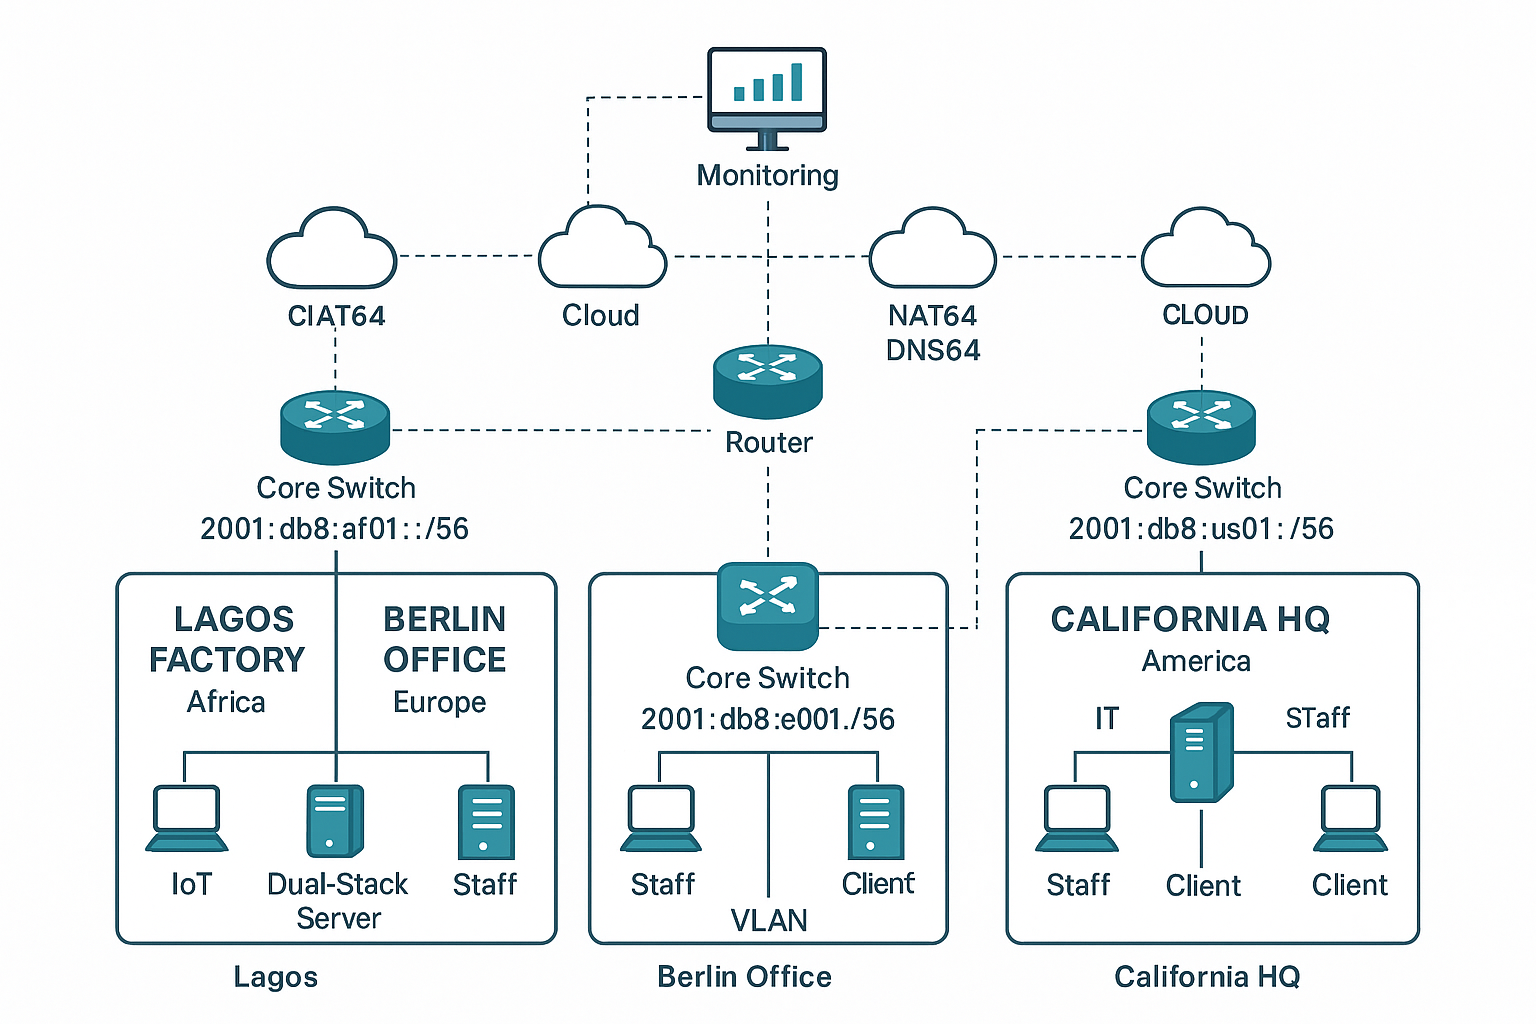 Monitoring
CIAT64
Cloud
NAT64
DNS64
CLOUD
Router
Core Switch
2001:db8:af01::/56
Core Switch
2001:db8:us01:/56
LAGOS
FACTORY
Africa
BERLIN
OFFICE
Europe
Core Switch
2001:db8:e001./56
CALIFORNIA HQ
America
IT
STaff
IoT
Dual-Stack
Server
Staff
Staff
Client
VLAN
Staff
Client
Client
Lagos
Berlin Office
California HQ